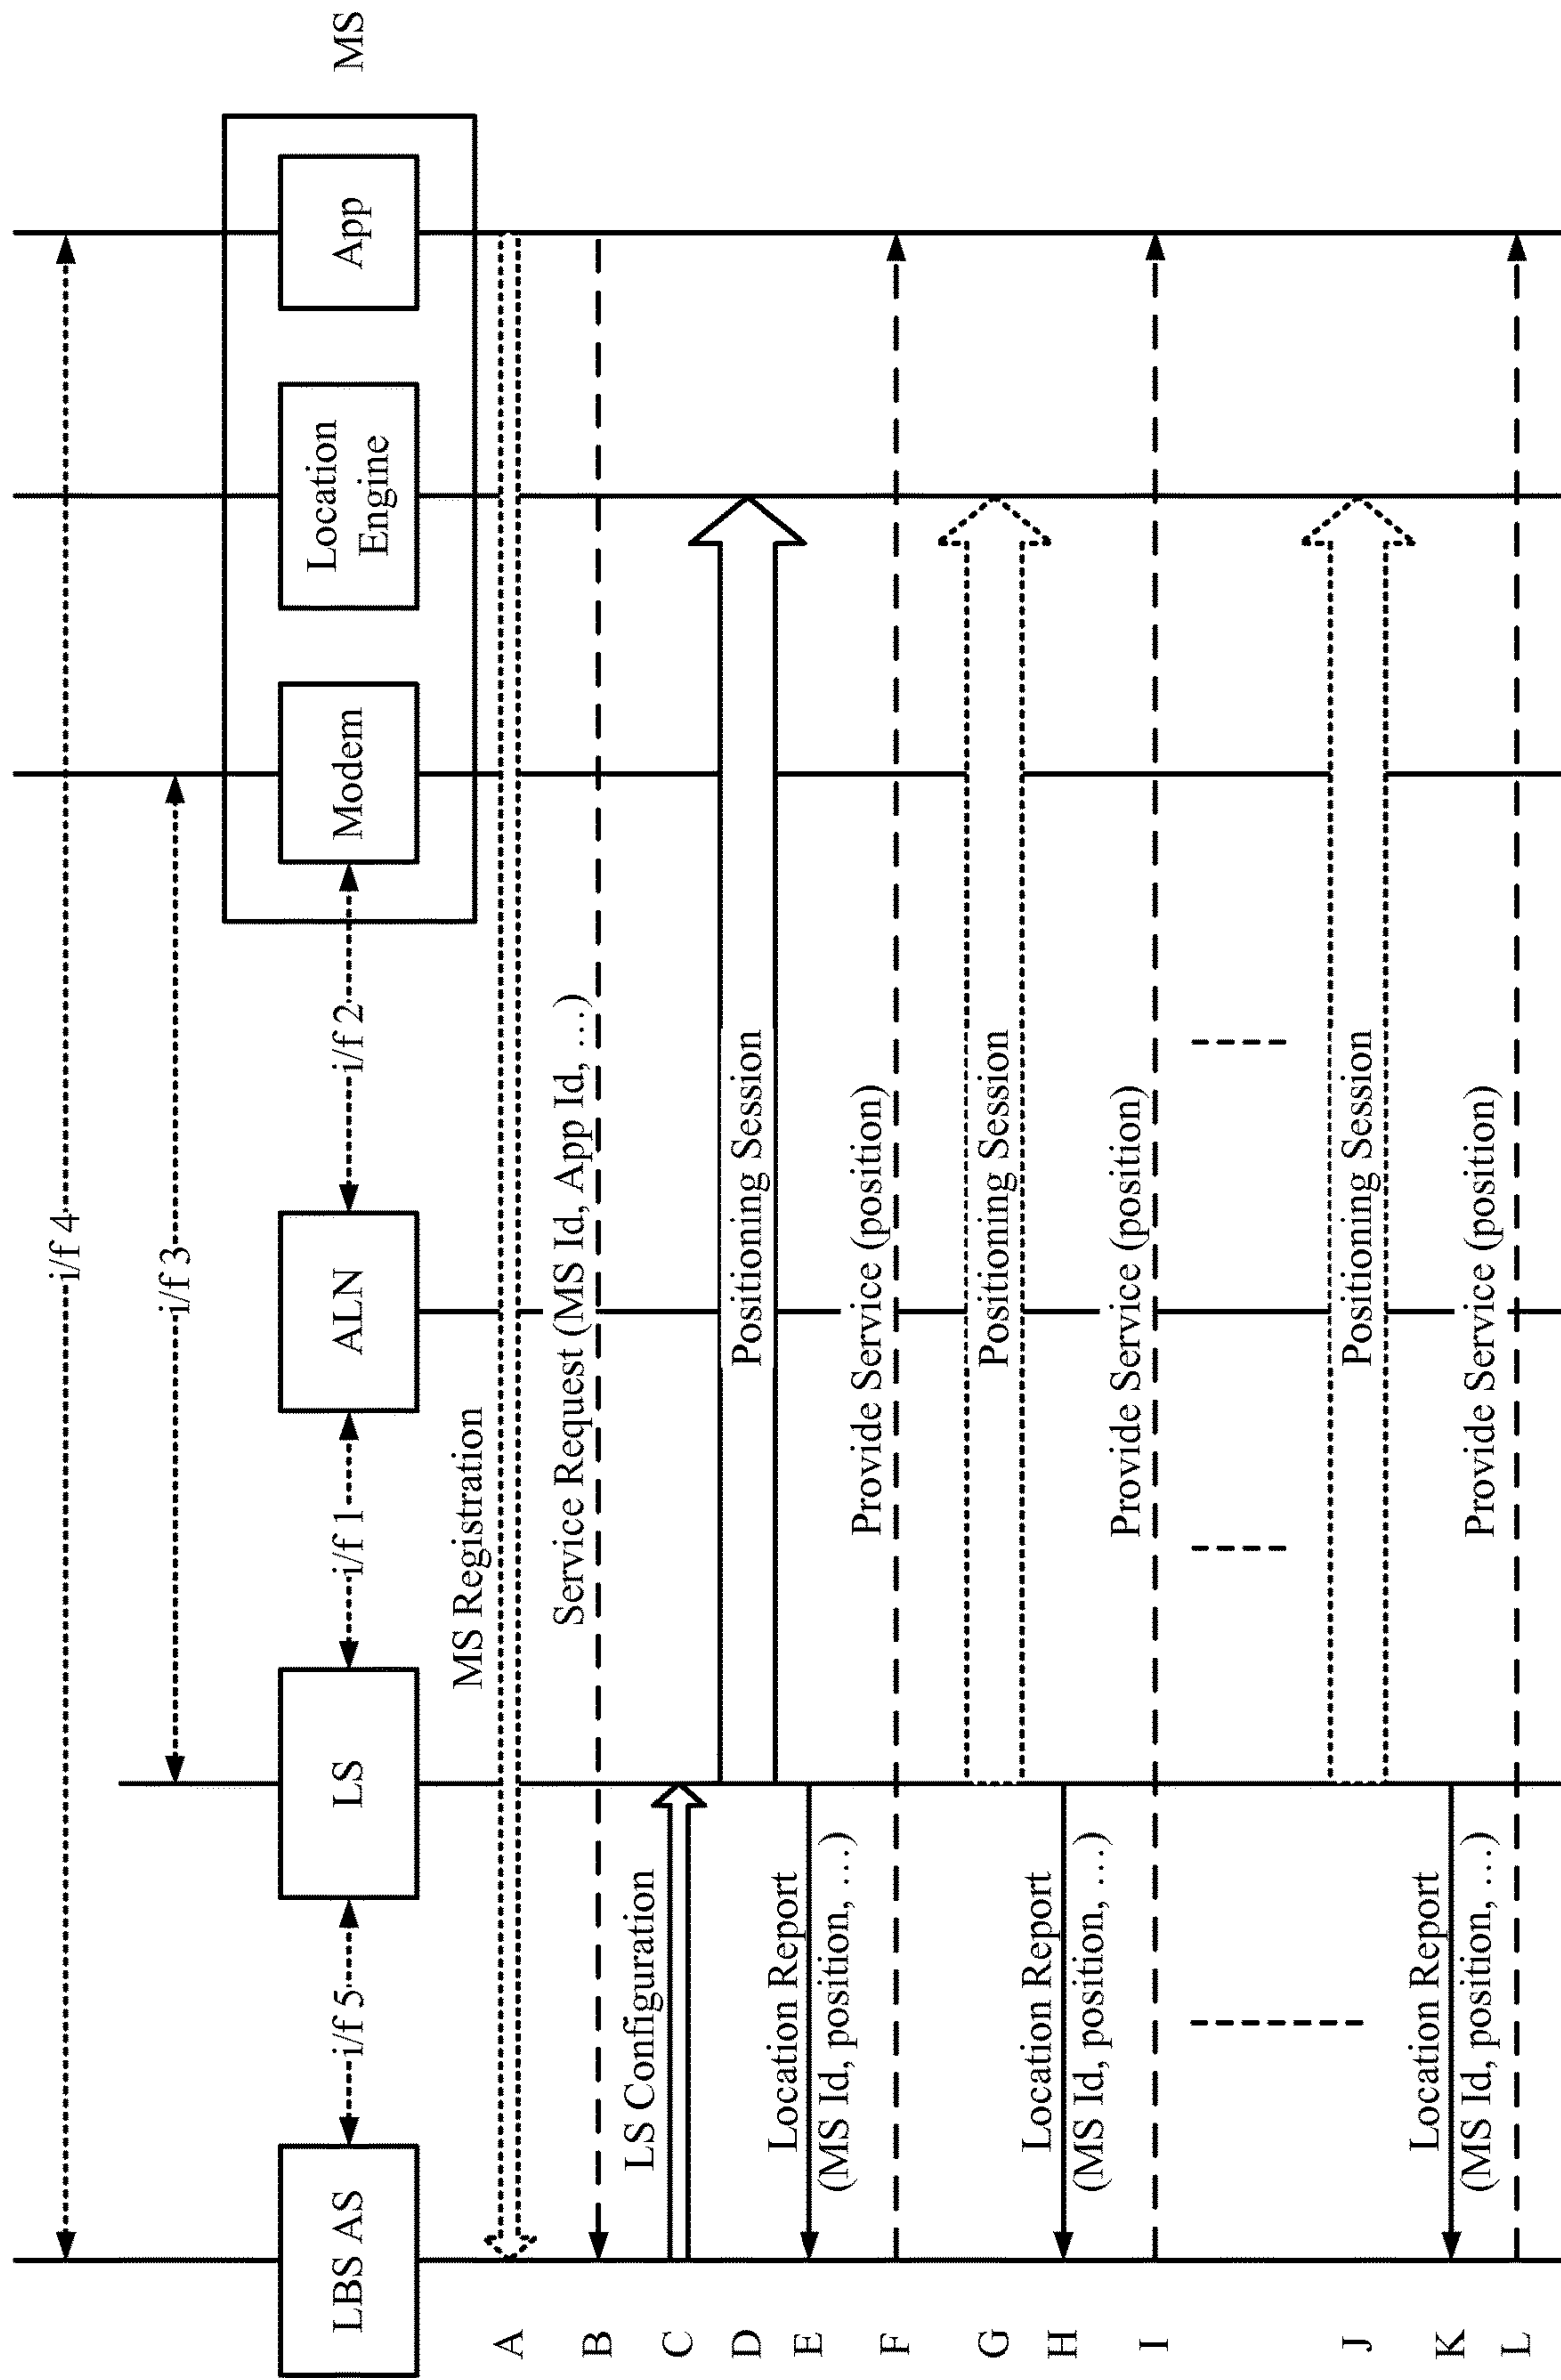 i/f 4
i/f 3
LBS AS
i/f 5
LS
i/f 1
ALN
i/f 2
Modem
Location
Engine
App
MS
A
MS Registration
B
Service Request (MS Id, App Id, …)
C
LS Configuration
D
Positioning Session
E
Location Report
(MS Id, position, …)
F
Provide Service (position)
G
Positioning Session
H
Location Report
(MS Id, position, …)
I
Provide Service (position)
J
Positioning Session
K
Location Report
(MS Id, position, …)
L
Provide Service (position)